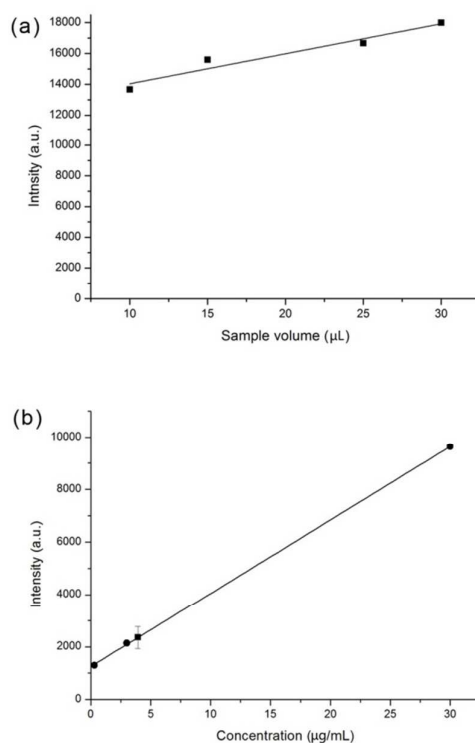 (a)
18000
16000
14000
12000
10000
8000
6000
4000
2000
0
Intnsity (a.u.)
10 15 20 25 30
Sample volume (µL)
(b)
10000
8000
6000
4000
2000
0
Intensity (a.u.)
0 5 10 15 20 25 30
Concentration (µg/mL)